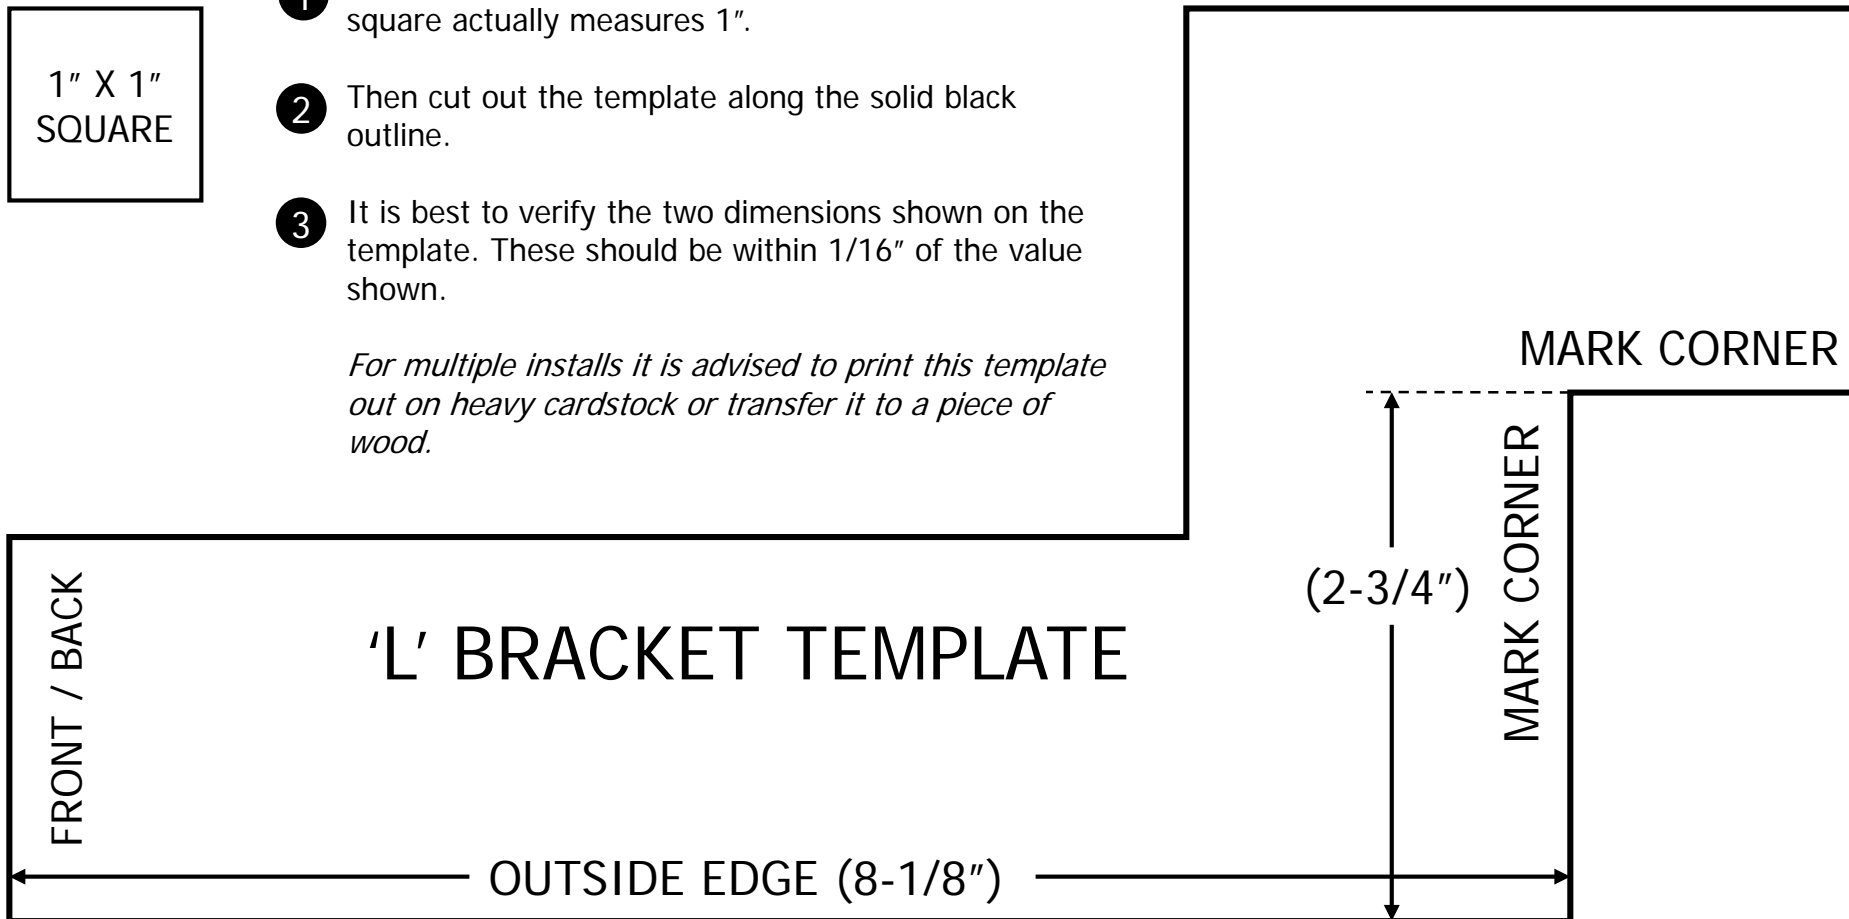 1" X 1"
SQUARE
1
square actually measures 1".
2 Then cut out the template along the solid black
outline.
3 It is best to verify the two dimensions shown on the
template. These should be within 1/16" of the value
shown.
For multiple installs it is advised to print this template
out on heavy cardstock or transfer it to a piece of
wood.
MARK CORNER
MARK CORNER
(2-3/4")
FRONT / BACK
‘L’ BRACKET TEMPLATE
OUTSIDE EDGE (8-1/8")